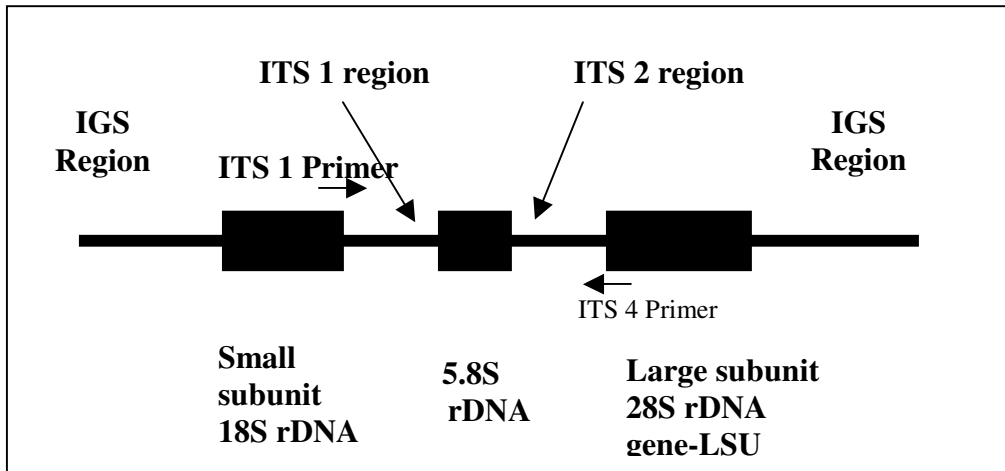 ITS 1 region
ITS 2 region
IGS
Region
IGS
Region
ITS 1 Primer
ITS 4 Primer
Small
subunit
18S rDNA
5.8S
rDNA
Large subunit
28S rDNA
gene-LSU